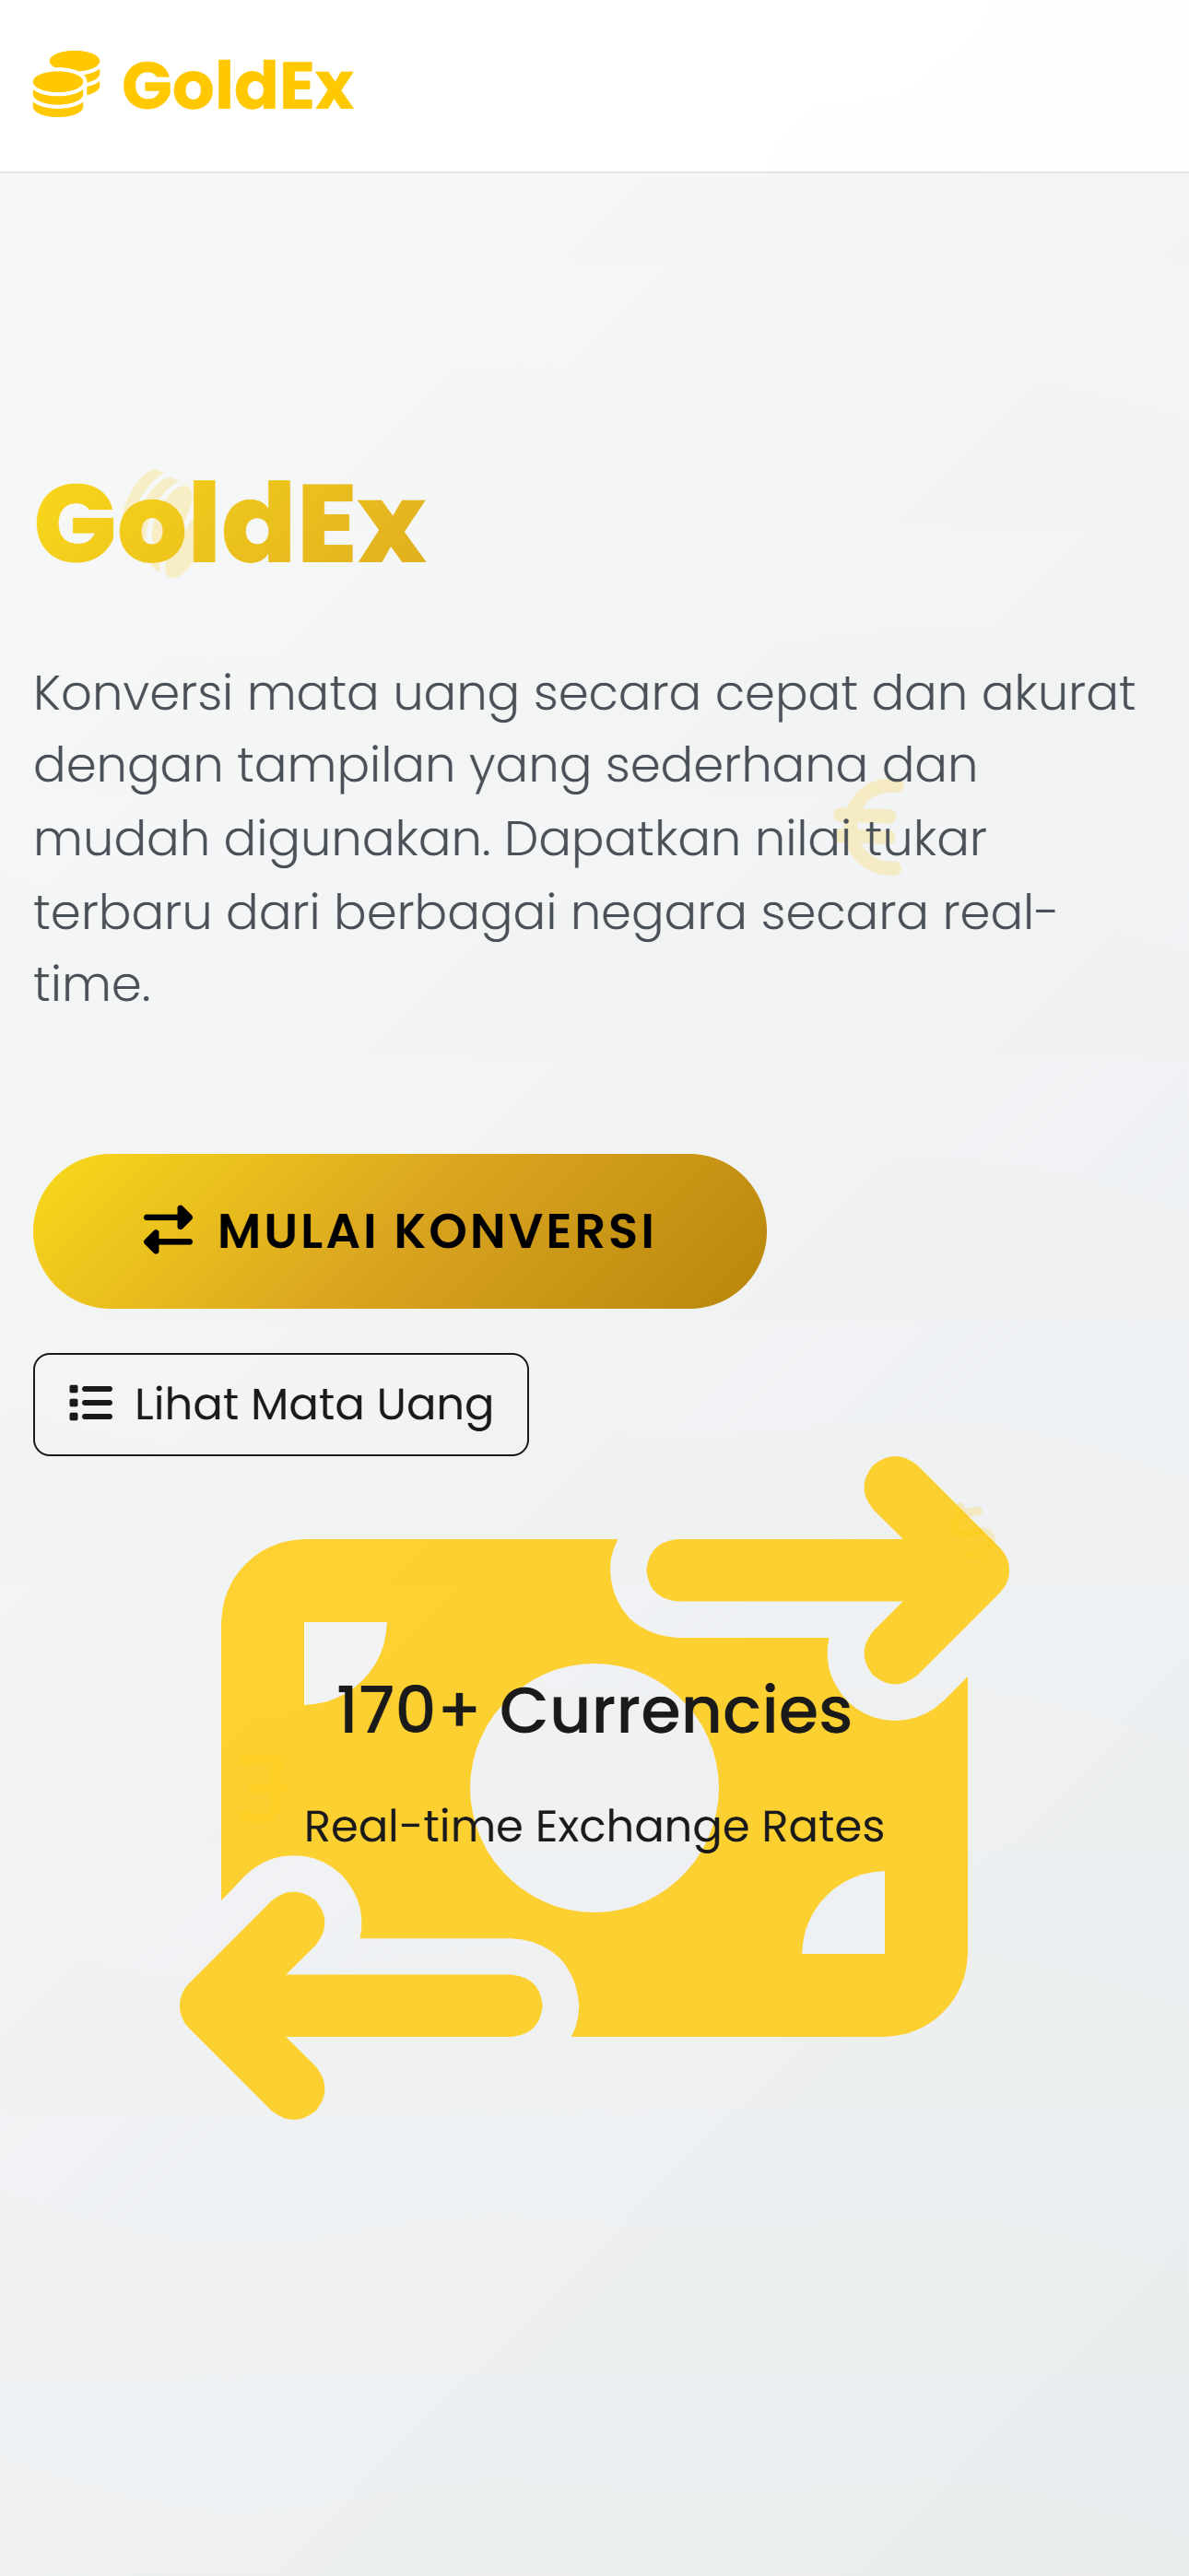 GoldEx
GoldEx
Konversi mata uang secara cepat dan akurat
dengan tampilan yang sederhana dan
mudah digunakan. Dapatkan nilai tukar
terbaru dari berbagai negara secara real-
time.
MULAI KONVERSI
Lihat Mata Uang
170+ Currencies
Real-time Exchange Rates